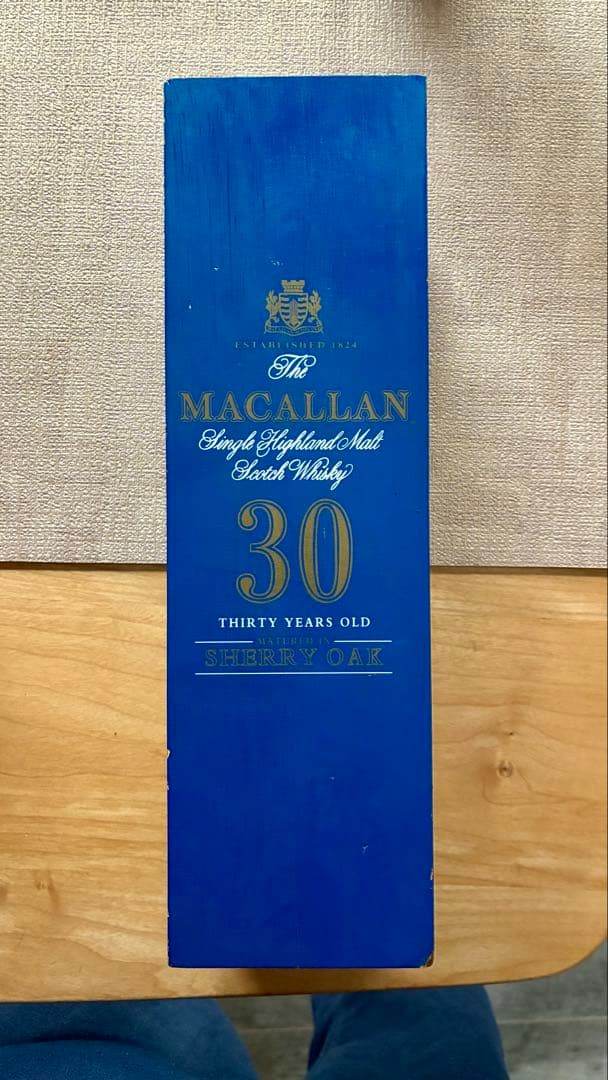 ESTABLISHED 1824
The
MACALLAN
Single Highland Malt
Scotch Whisky
30
THIRTY YEARS OLD
MATURED IN
SHERRY OAK